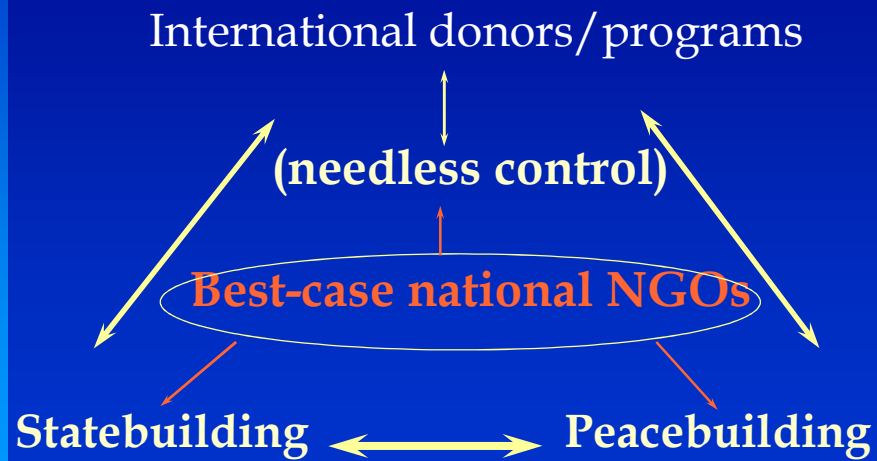 International donors/programs
(needless control)
Best-case national NGOs
Statebuilding Peacebuilding